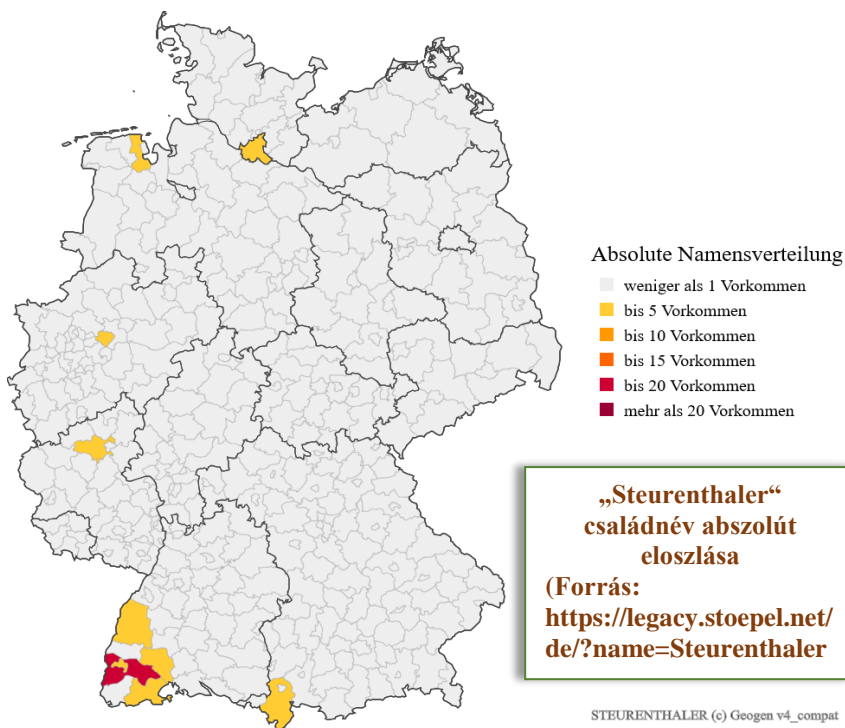 Absolute Namensverteilung
weniger als 1 Vorkommen
bis 5 Vorkommen
bis 10 Vorkommen
bis 15 Vorkommen
bis 20 Vorkommen
mehr als 20 Vorkommen
„Steurenthaler“
családnév abszolút
eloszlása
(Forrás:
https://legacy.stoepel.net/
de/?name=Steurenthaler
STEURENTHALER (c) Geogen v4_compat